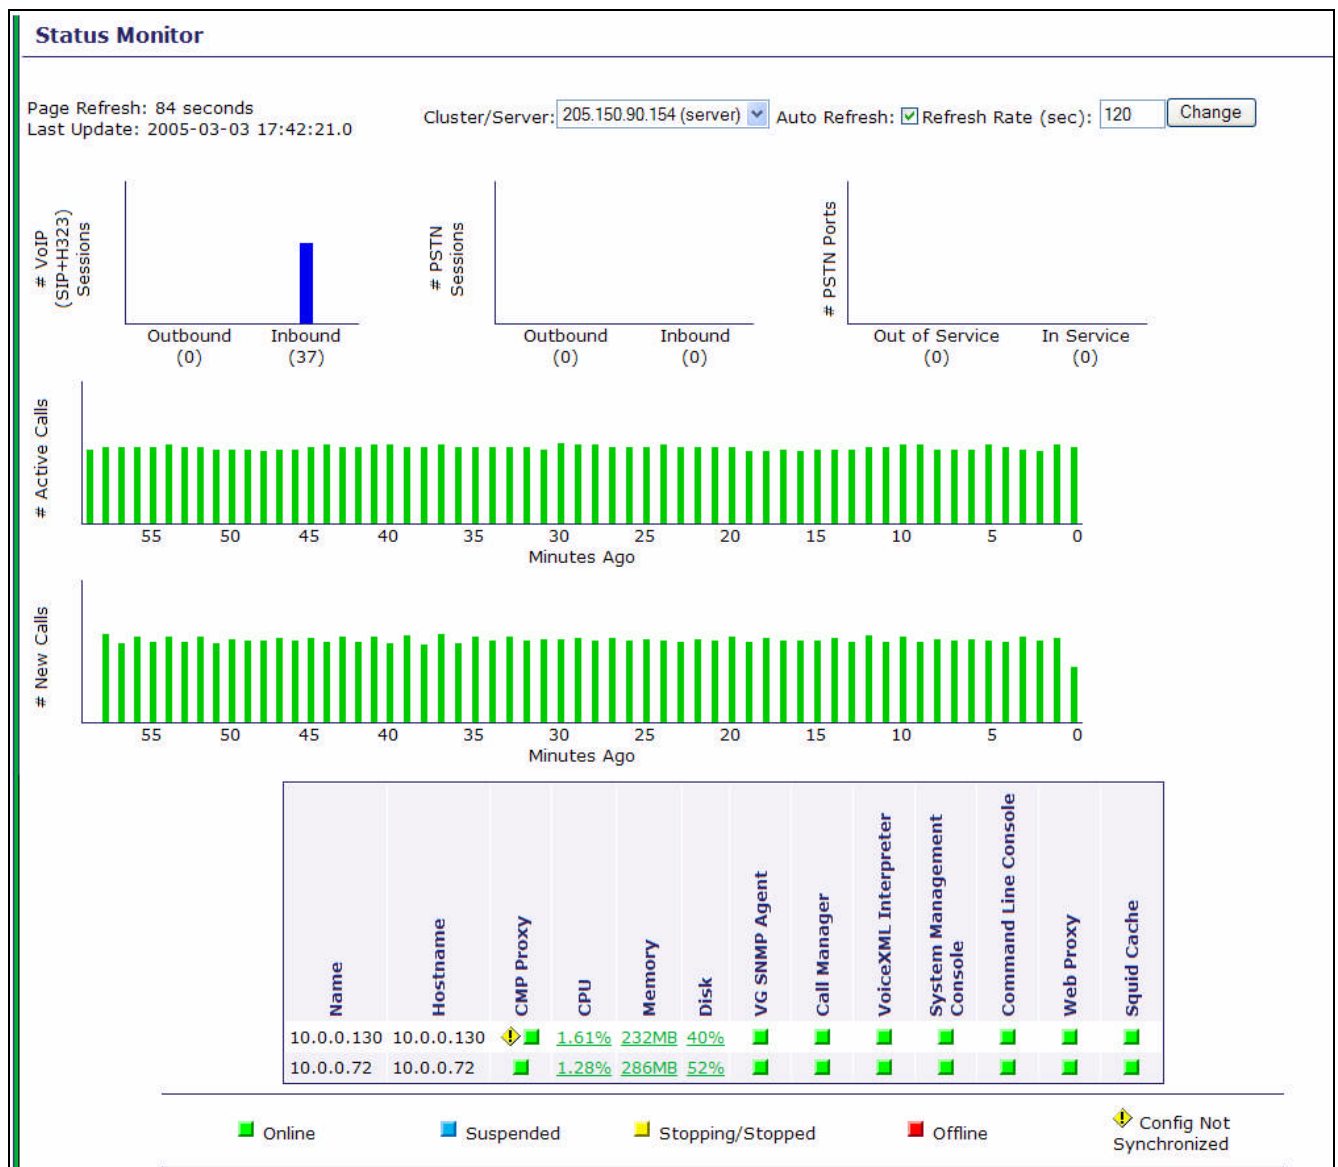 Status Monitor
Page Refresh: 84 seconds
Last Update: 2005-03-03 17:42:21.0
Cluster/Server: 205.150.90.154 (server) Auto Refresh: Refresh Rate (sec): 120 Change
# VoIP
(SIP+H323)
Sessions
Outbound Inbound
(0) (37)
# PSTN
Sessions
Outbound Inbound
(0) (0)
# PSTN Ports
Out of Service In Service
(0) (0)
# Active Calls
55 50 45 40 35 30 25 20 15 10 5 0
Minutes Ago
# New Calls
55 50 45 40 35 30 25 20 15 10 5 0
Minutes Ago
Name
Hostname
CMP Proxy
CPU
Memory
Disk
VG SNMP Agent
Call Manager
VoiceXML Interpreter
System Management
Console
Command Line Console
Web Proxy
Squid Cache
10.0.0.130 10.0.0.130 1.61% 232MB 40%
10.0.0.72 10.0.0.72 1.28% 286MB 52%
Online Suspended Stopping/Stopped Offline Config Not
Synchronized